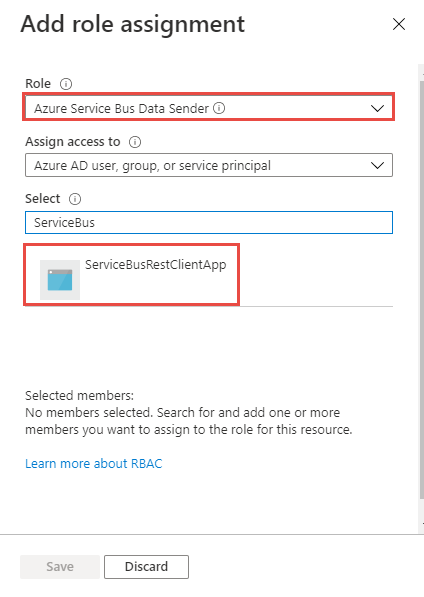 Add role assignment
Role
Azure Service Bus Data Sender
Assign access to
Azure AD user, group, or service principal
Select
ServiceBus
ServiceBusRestClientApp
Selected members:
No members selected. Search for and add one or more
members you want to assign to the role for this resource.
Learn more about RBAC
Save
Discard